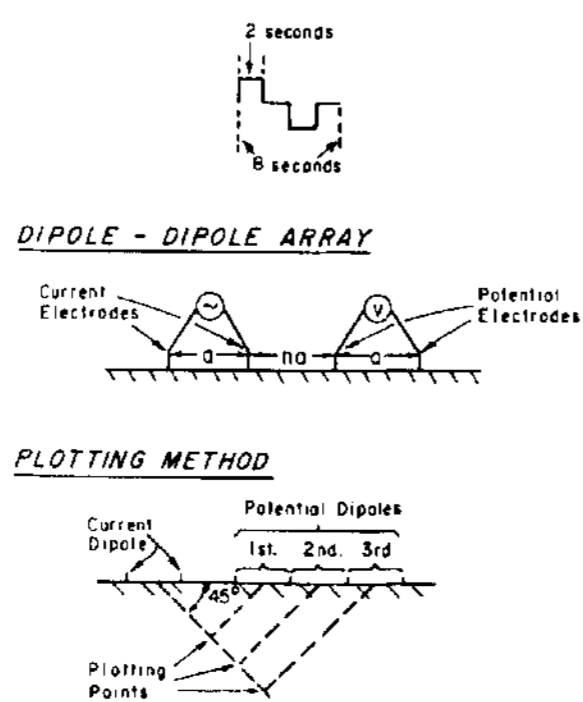 2 seconds
8 seconds
DIPOLE - DIPOLE ARRAY
Current
Electrodes
~
V
Potential
Electrodes
a
na
a
PLOTTING METHOD
Potential Dipoles
Current
Dipole
1st. 2nd. 3rd
45°
Plotting
Points